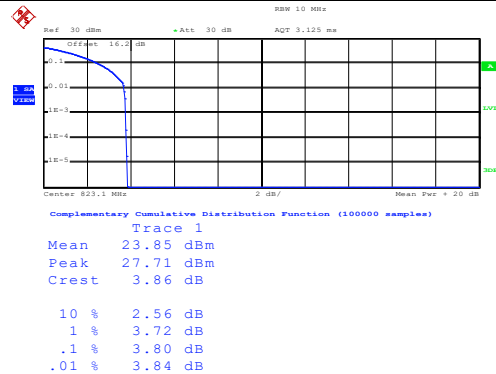 RBW 10 MHz
Ref 30 dBm Att 30 dB AQT 3.125 ms
Offset 16.2 dB
0.1
A
1 SA
VIEW
0.01
1E-3
LVL
1E-4
1E-5
3DB
Center 823.1 MHz 2 dB/ Mean Pwr + 20 dB
Complementary Cumulative Distribution Function (100000 samples)
Trace 1
Mean 23.85 dBm
Peak 27.71 dBm
Crest 3.86 dB
10 % 2.56 dB
1 % 3.72 dB
.1 % 3.80 dB
.01 % 3.84 dB